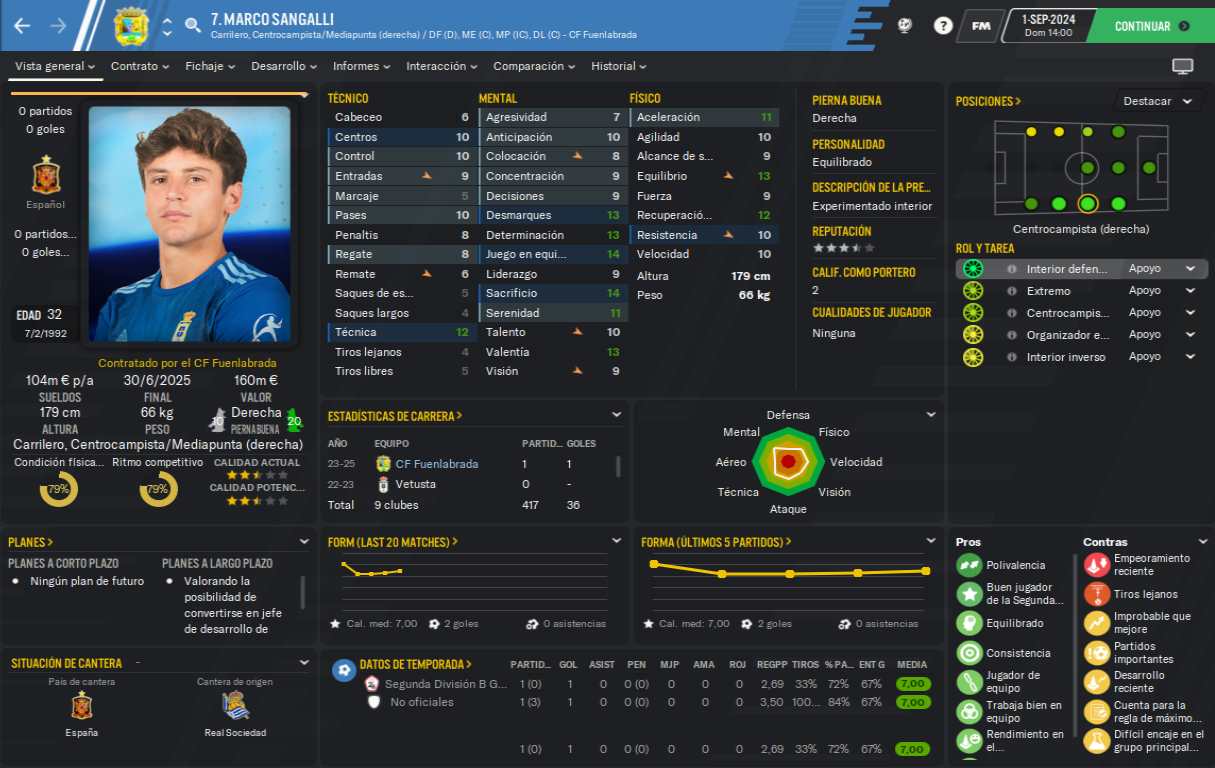 7. MARCO SANGALLI
Carrilero, Centrocampista/Mediapunta (derecha) / DF (D), ME (C), MP (IC), DL (C) - CF Fuenlabrada
?
FM
1-SEP-2024
Dom 14:00
CONTINUAR
Vista general
Contrato
Fichaje
Desarrollo
Informes
Interacción
Comparación
Historial
0 partidos
0 goles
Español
0 partidos...
0 goles...
EDAD 32
7/2/1992
Contratado por el CF Fuenlabrada
104m € p/a 30/6/2025 160m €
SUELDOS FINAL VALOR
179 cm 66 kg 10 Derecha 20
ALTURA PESO PIERNA BUENA
Carrilero, Centrocampista/Mediapunta (derecha)
Condición física... Ritmo competitivo CALIDAD ACTUAL
79% 79%
CALIDAD POTENC...
TÉCNICO
Cabeceo 6
Centros 10
Control 10
Entradas 9
Marcaje 5
Pases 10
Penaltis 8
Regate 8
Remate 6
Saques de es... 5
Saques largos 4
Técnica 12
Tiros lejanos 4
Tiros libres 5
MENTAL
Agresividad 7
Anticipación 10
Colocación 8
Concentración 9
Decisiones 9
Desmarques 13
Determinación 13
Juego en equi... 14
Liderazgo 9
Sacrificio 14
Serenidad 11
Talento 10
Valentía 13
Visión 9
FÍSICO
Aceleración 11
Agilidad 10
Alcance de s... 9
Equilibrio 13
Fuerza 9
Recuperació... 12
Resistencia 10
Velocidad 10
Altura 179 cm
Peso 66 kg
PIERNA BUENA
Derecha
PERSONALIDAD
Equilibrado
DESCRIPCIÓN DE LA PRE...
Experimentado interior
REPUTACIÓN
CALIF. COMO PORTERO
2
CUALIDADES DE JUGADOR
Ninguna
POSICIONES >
Destacar
Centrocampista (derecha)
ROL Y TAREA
Interior defen... Apoyo
Extremo Apoyo
Centrocampis... Apoyo
Organizador e... Apoyo
Interior inverso Apoyo
ESTADÍSTICAS DE CARRERA >
AÑO EQUIPO PARTID... GOLES
23-25 CF Fuenlabrada 1 1
22-23 Vetusta 0 -
Total 9 clubes 417 36
Defensa
Mental Físico
Aéreo Velocidad
Técnica Visión
Ataque
PLANES >
PLANES A CORTO PLAZO
Ningún plan de futuro
PLANES A LARGO PLAZO
Valorando la
posibilidad de
convertirse en jefe
de desarrollo de
FORM (LAST 20 MATCHES) >
Cal. med: 7,00 2 goles 0 asistencias
FORMA (ÚLTIMOS 5 PARTIDOS) >
Cal. med: 7,00 2 goles 0 asistencias
Pros
Polivalencia
Buen jugador
de la Segunda...
Equilibrado
Consistencia
Jugador de
equipo
Trabaja bien en
equipo
Rendimiento en
el...
Contras
Empeoramiento
reciente
Tiros lejanos
Improbable que
mejore
Partidos
importantes
Desarrollo
reciente
Cuenta para la
regla de máximo...
Difícil encaje en el
grupo principal...
SITUACIÓN DE CANTERA -
País de cantera Cantera de origen
España Real Sociedad
DATOS DE TEMPORADA > PARTID... GOL ASIST PEN MJP AMA ROJ REGPP TIROS % PA... ENT G MEDIA
Segunda División B G... 1 (0) 1 0 0 (0) 0 0 0 2,69 33% 72% 67% 7,00
No oficiales 1 (3) 1 0 0 (0) 0 0 0 3,50 100... 84% 67% 7,00
1 (0) 1 0 0 (0) 0 0 0 2,69 33% 72% 67% 7,00